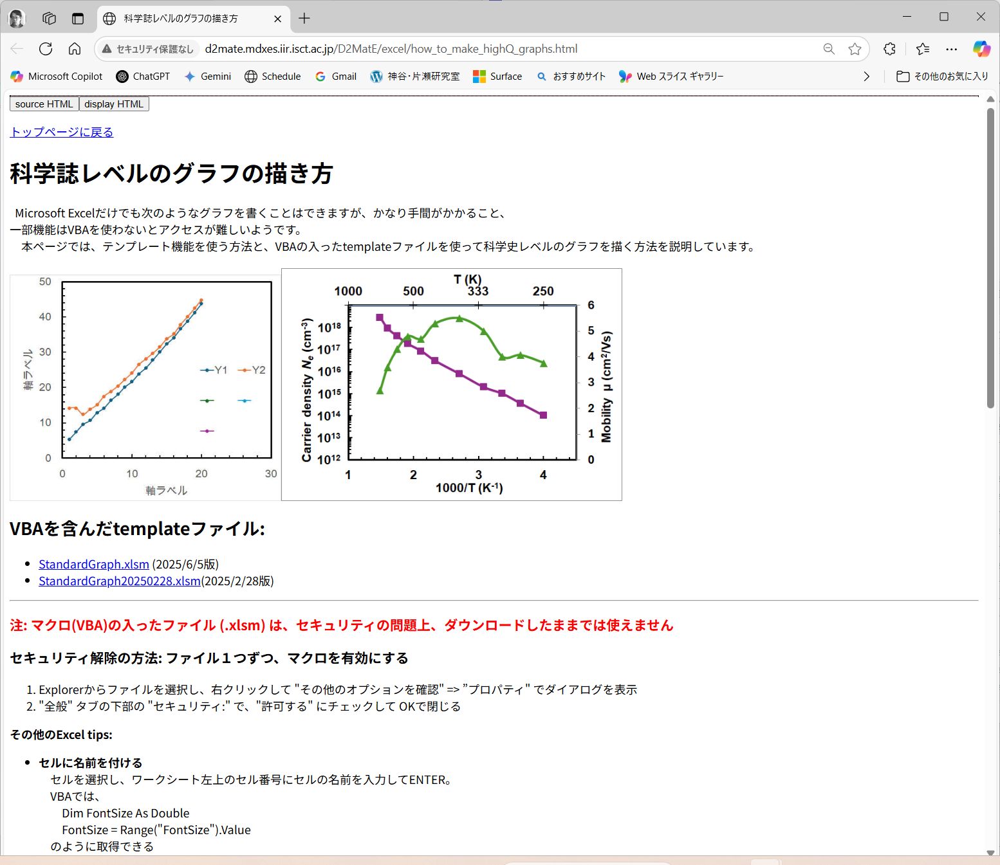 科学誌レベルのグラフの描き方
セキュリティ保護なし d2mate.mdxes.iir.isct.ac.jp/D2MatE/excel/how_to_make_highQ_graphs.html
Microsoft Copilot ChatGPT Gemini Schedule Gmail 神谷・片瀬研究室 Surface おすすめサイト Web スライス ギャラリー その他のお気に入り
source HTML display HTML
トップページに戻る
科学誌レベルのグラフの描き方
Microsoft Excelだけでも次のようなグラフを書くことはできますが、かなり手間がかかること、
一部機能はVBAを使わないとアクセスが難しいようです。
本ページでは、テンプレート機能を使う方法と、VBAの入ったtemplateファイルを使って科学史レベルのグラフを描く方法を説明しています。
50
40
30
20
10
0
軸ラベル
Y1 Y2
0 10 20 30
軸ラベル
T (K)
1000 500 333 250
Carrier density Ne (cm-3)
1018
1017
1016
1015
1014
1013
1012
6
5
4
3
2
1
0
Mobility μ (cm2/Vs)
1 2 3 4
1000/T (K-1)
VBAを含んだtemplateファイル:
• StandardGraph.xlsm (2025/6/5版)
• StandardGraph20250228.xlsm(2025/2/28版)
注: マクロ(VBA)の入ったファイル (.xlsm) は、セキュリティの問題上、ダウンロードしたままでは使えません
セキュリティ解除の方法: ファイル１つずつ、マクロを有効にする
1. Explorerからファイルを選択し、右クリックして "その他のオプションを確認" => ”プロパティ" でダイアログを表示
2. "全般" タブの下部の "セキュリティ:" で、"許可する" にチェックして OKで閉じる
その他のExcel tips:
• セルに名前を付ける
セルを選択し、ワークシート左上のセル番号にセルの名前を入力してENTER。
VBAでは、
Dim FontSize As Double
FontSize = Range("FontSize").Value
のように取得できる